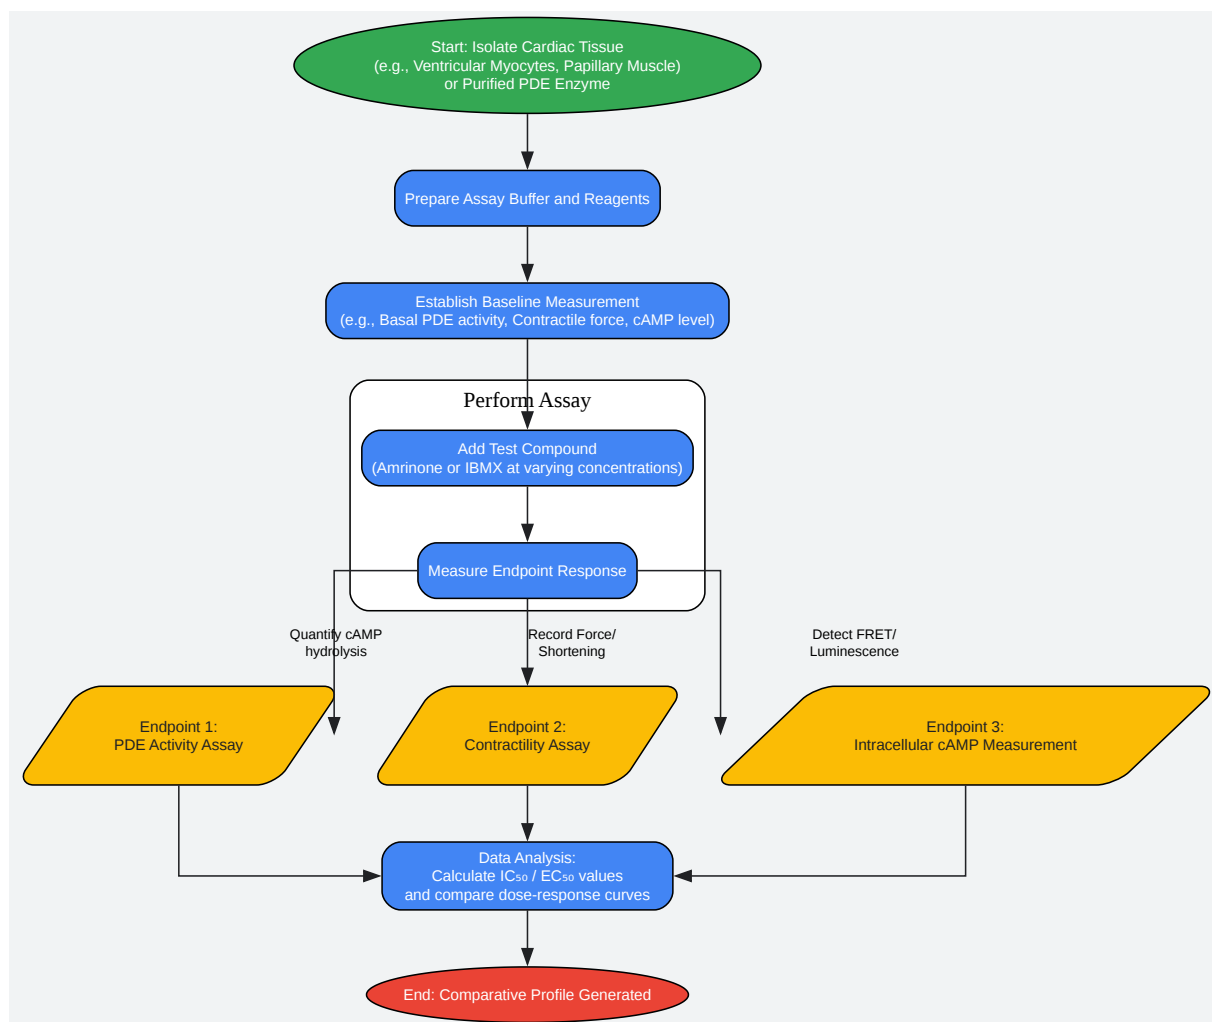 Start: Isolate Cardiac Tissue
(e.g., Ventricular Myocytes, Papillary Muscle)
or Purified PDE Enzyme
Prepare Assay Buffer and Reagents
Establish Baseline Measurement
(e.g., Basal PDE activity, Contractile force, cAMP level)
Perform Assay
Add Test Compound
(Amrinone or IBMX at varying concentrations)
Measure Endpoint Response
Quantify cAMP
hydrolysis
Record Force/
Shortening
Detect FRET/
Luminescence
Endpoint 1:
PDE Activity Assay
Endpoint 2:
Contractility Assay
Endpoint 3:
Intracellular cAMP Measurement
Data Analysis:
Calculate IC₅₀ / EC₅₀ values
and compare dose-response curves
End: Comparative Profile Generated